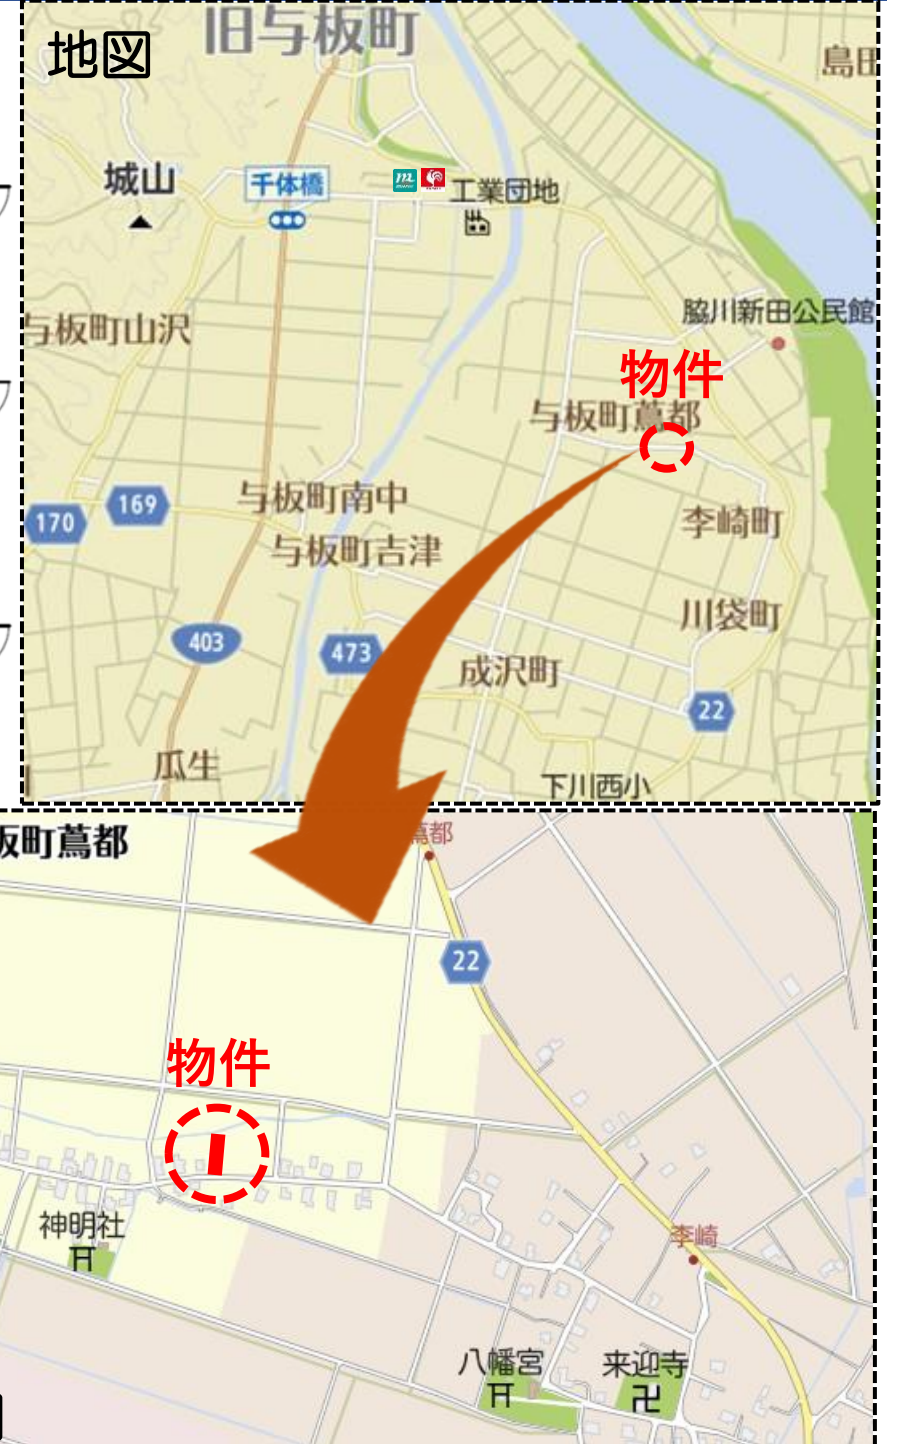 旧与板町
地図
島田
城山
千体橋
工業団地
脇川新田公民館
与板町山沢
物件
与板町蔦都
169
170
与板町南中
李崎町
与板町吉津
川袋町
403
473
成沢町
22
瓜生
下川西小
板町蔦都
蔦都
22
物件
神明社
李崎
八幡宮
来迎寺